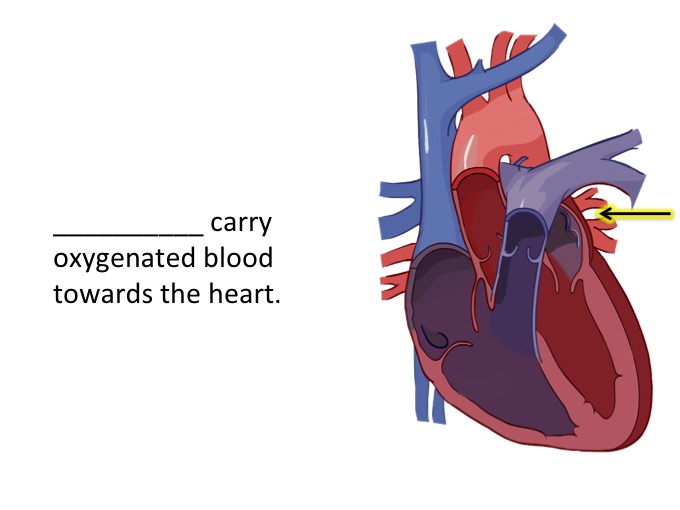 __________ carry
oxygenated blood
towards the heart.